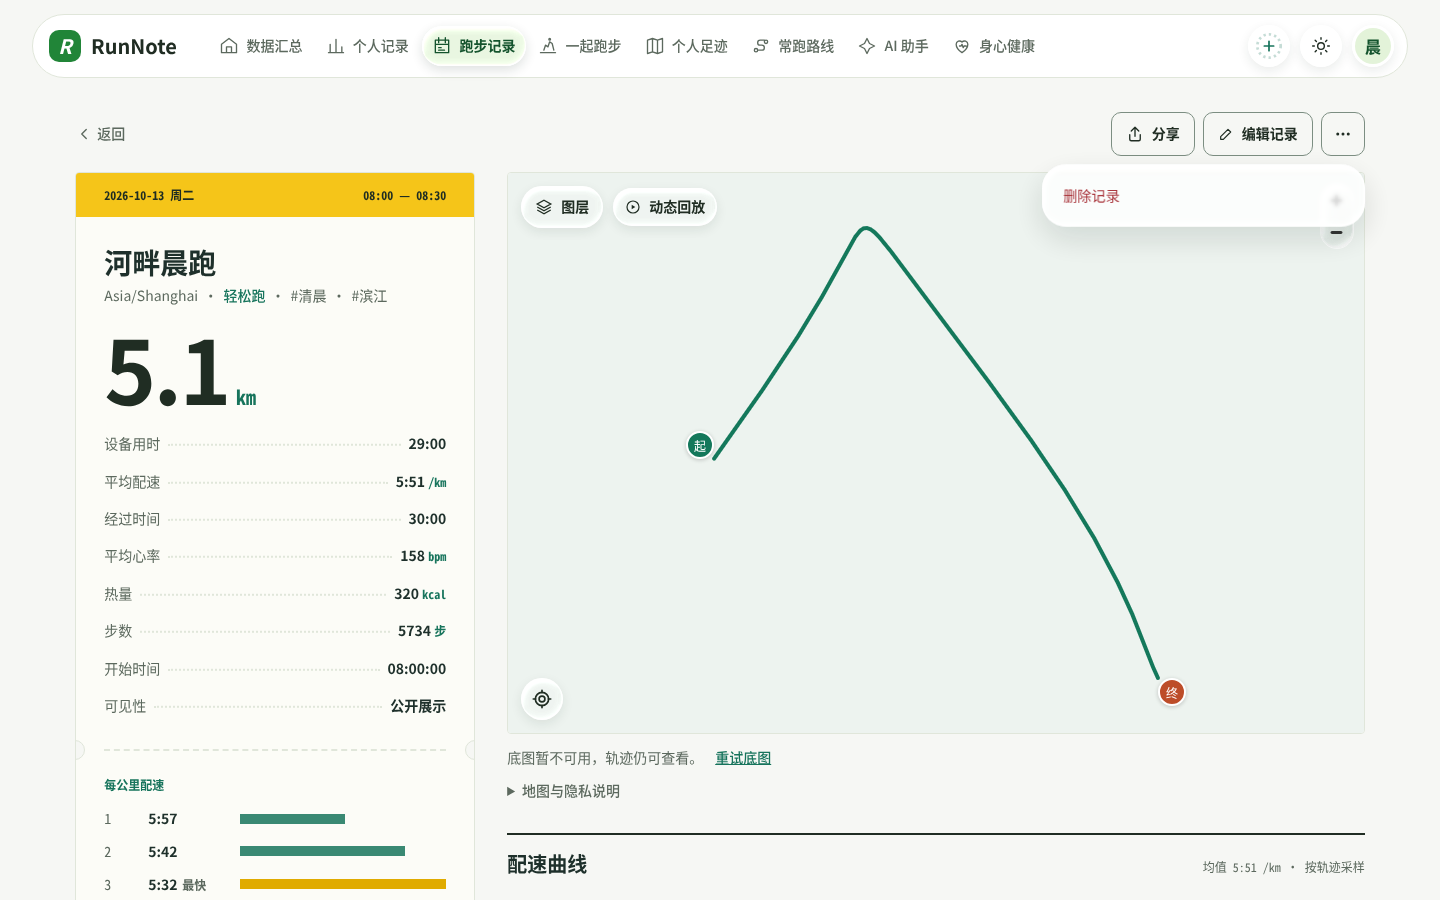 R RunNote 数据汇总 个人记录 跑步记录 一起跑步 个人足迹 常跑路线 AI 助手 身心健康 晨
返回 分享 编辑记录
删除记录
2026-10-13 周二 08:00 — 08:30
河畔晨跑
Asia/Shanghai • 轻松跑 • #清晨 • #滨江
5.1 km
设备用时 29:00
平均配速 5:51 /km
经过时间 30:00
平均心率 158 bpm
热量 320 kcal
步数 5734 步
开始时间 08:00:00
可见性 公开展示
每公里配速
1 5:57
2 5:42
3 5:32 最快
图层 动态回放
起
终
底图暂不可用，轨迹仍可查看。 重试底图
地图与隐私说明
配速曲线 均值 5:51 /km • 按轨迹采样